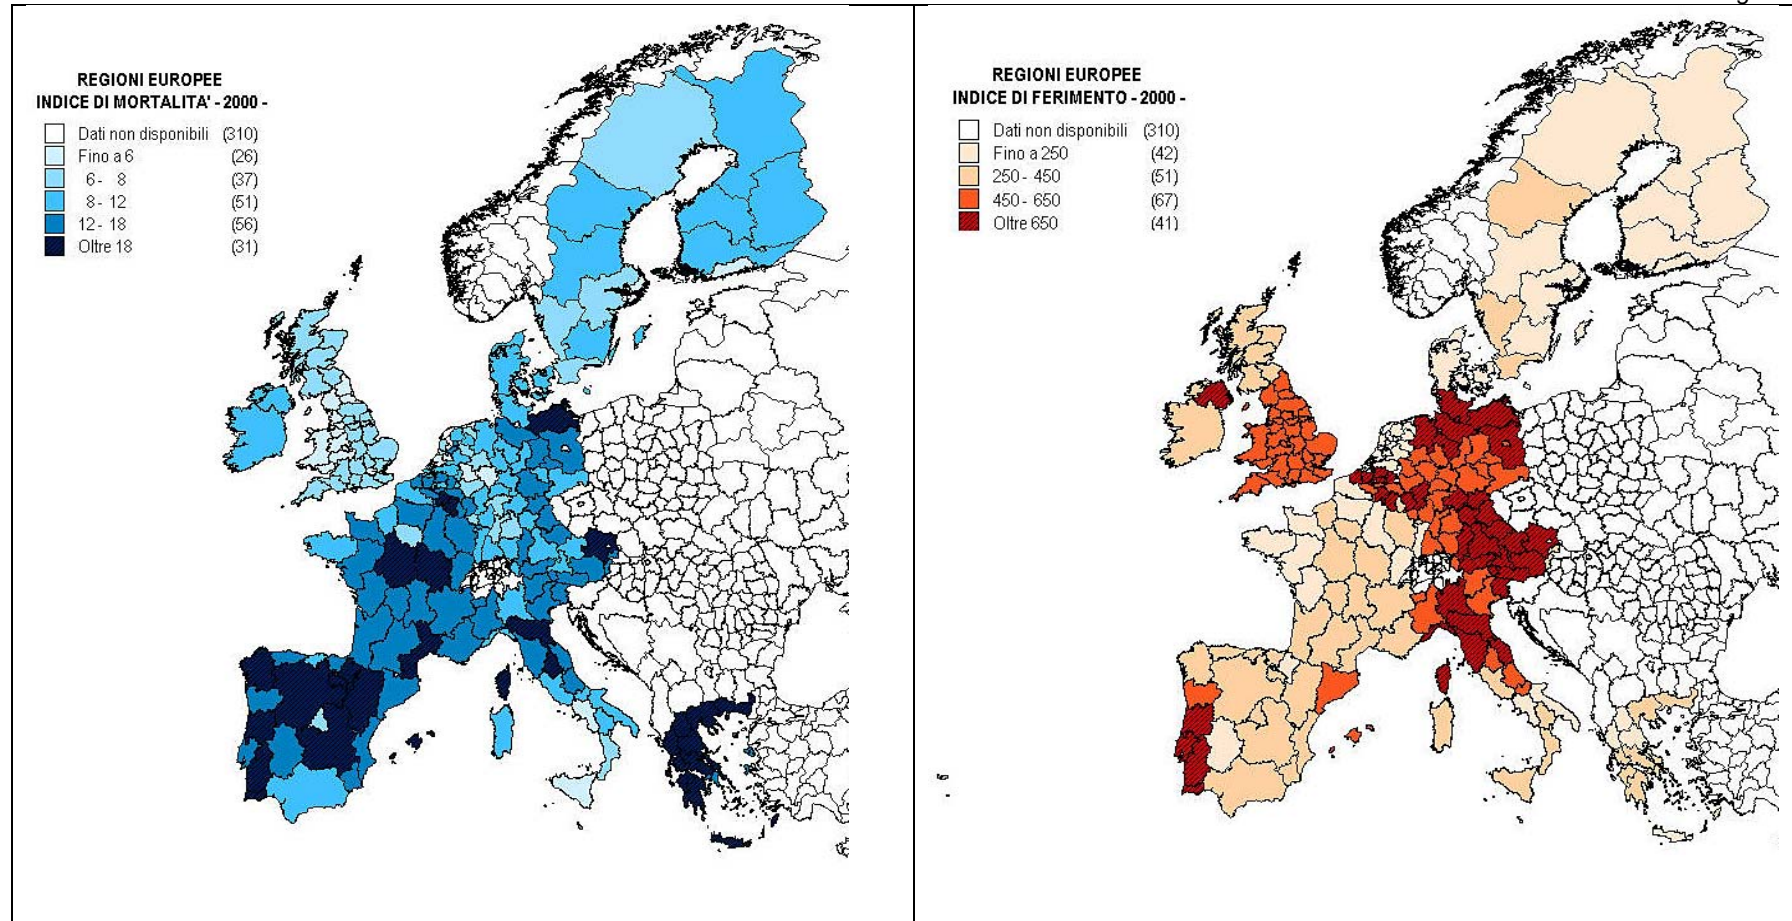 REGIONI EUROPEE
INDICE DI MORTALITA' - 2000 -
Dati non disponibili (310)
Fino a 6 (26)
6 - 8 (37)
8 - 12 (51)
12 - 18 (56)
Oltre 18 (31)
REGIONI EUROPEE
INDICE DI FERIMENTO - 2000 -
Dati non disponibili (310)
Fino a 250 (42)
250 - 450 (51)
450 - 650 (67)
Oltre 650 (41)